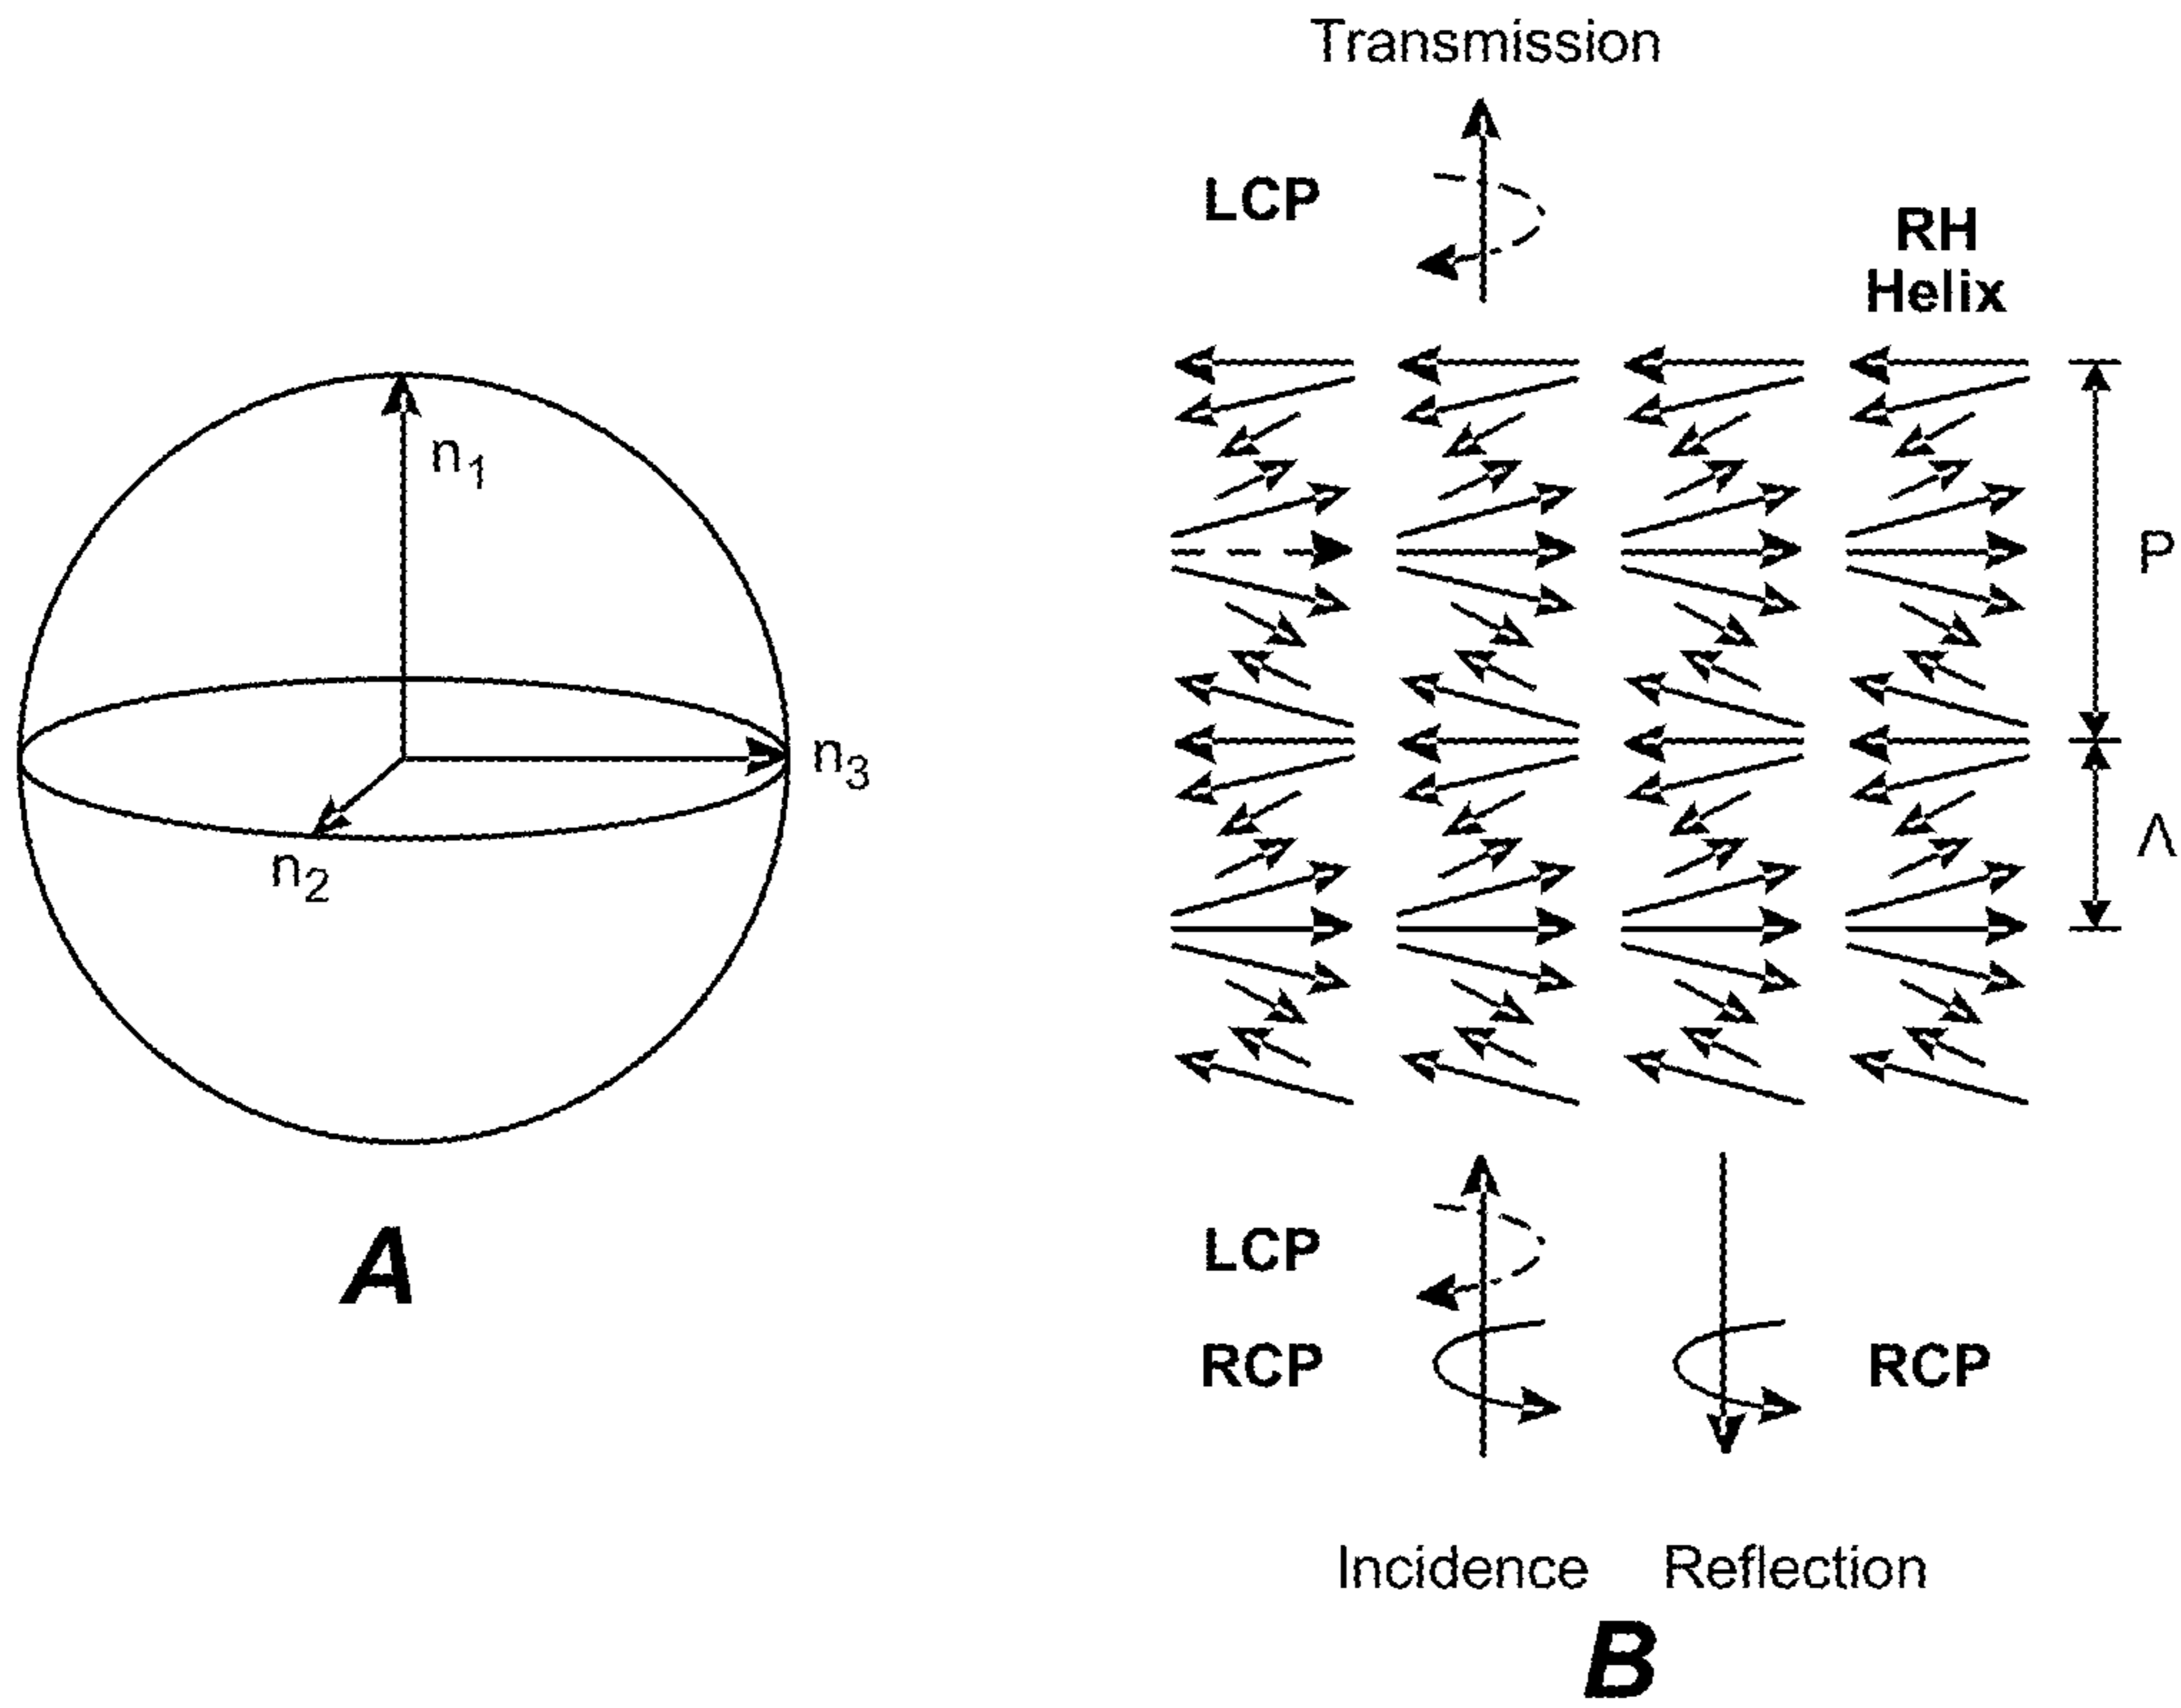 Transmission
LCP
RH
Helix
n1
P
n3
Λ
n2
LCP
RCP
RCP
A
Incidence
Reflection
B